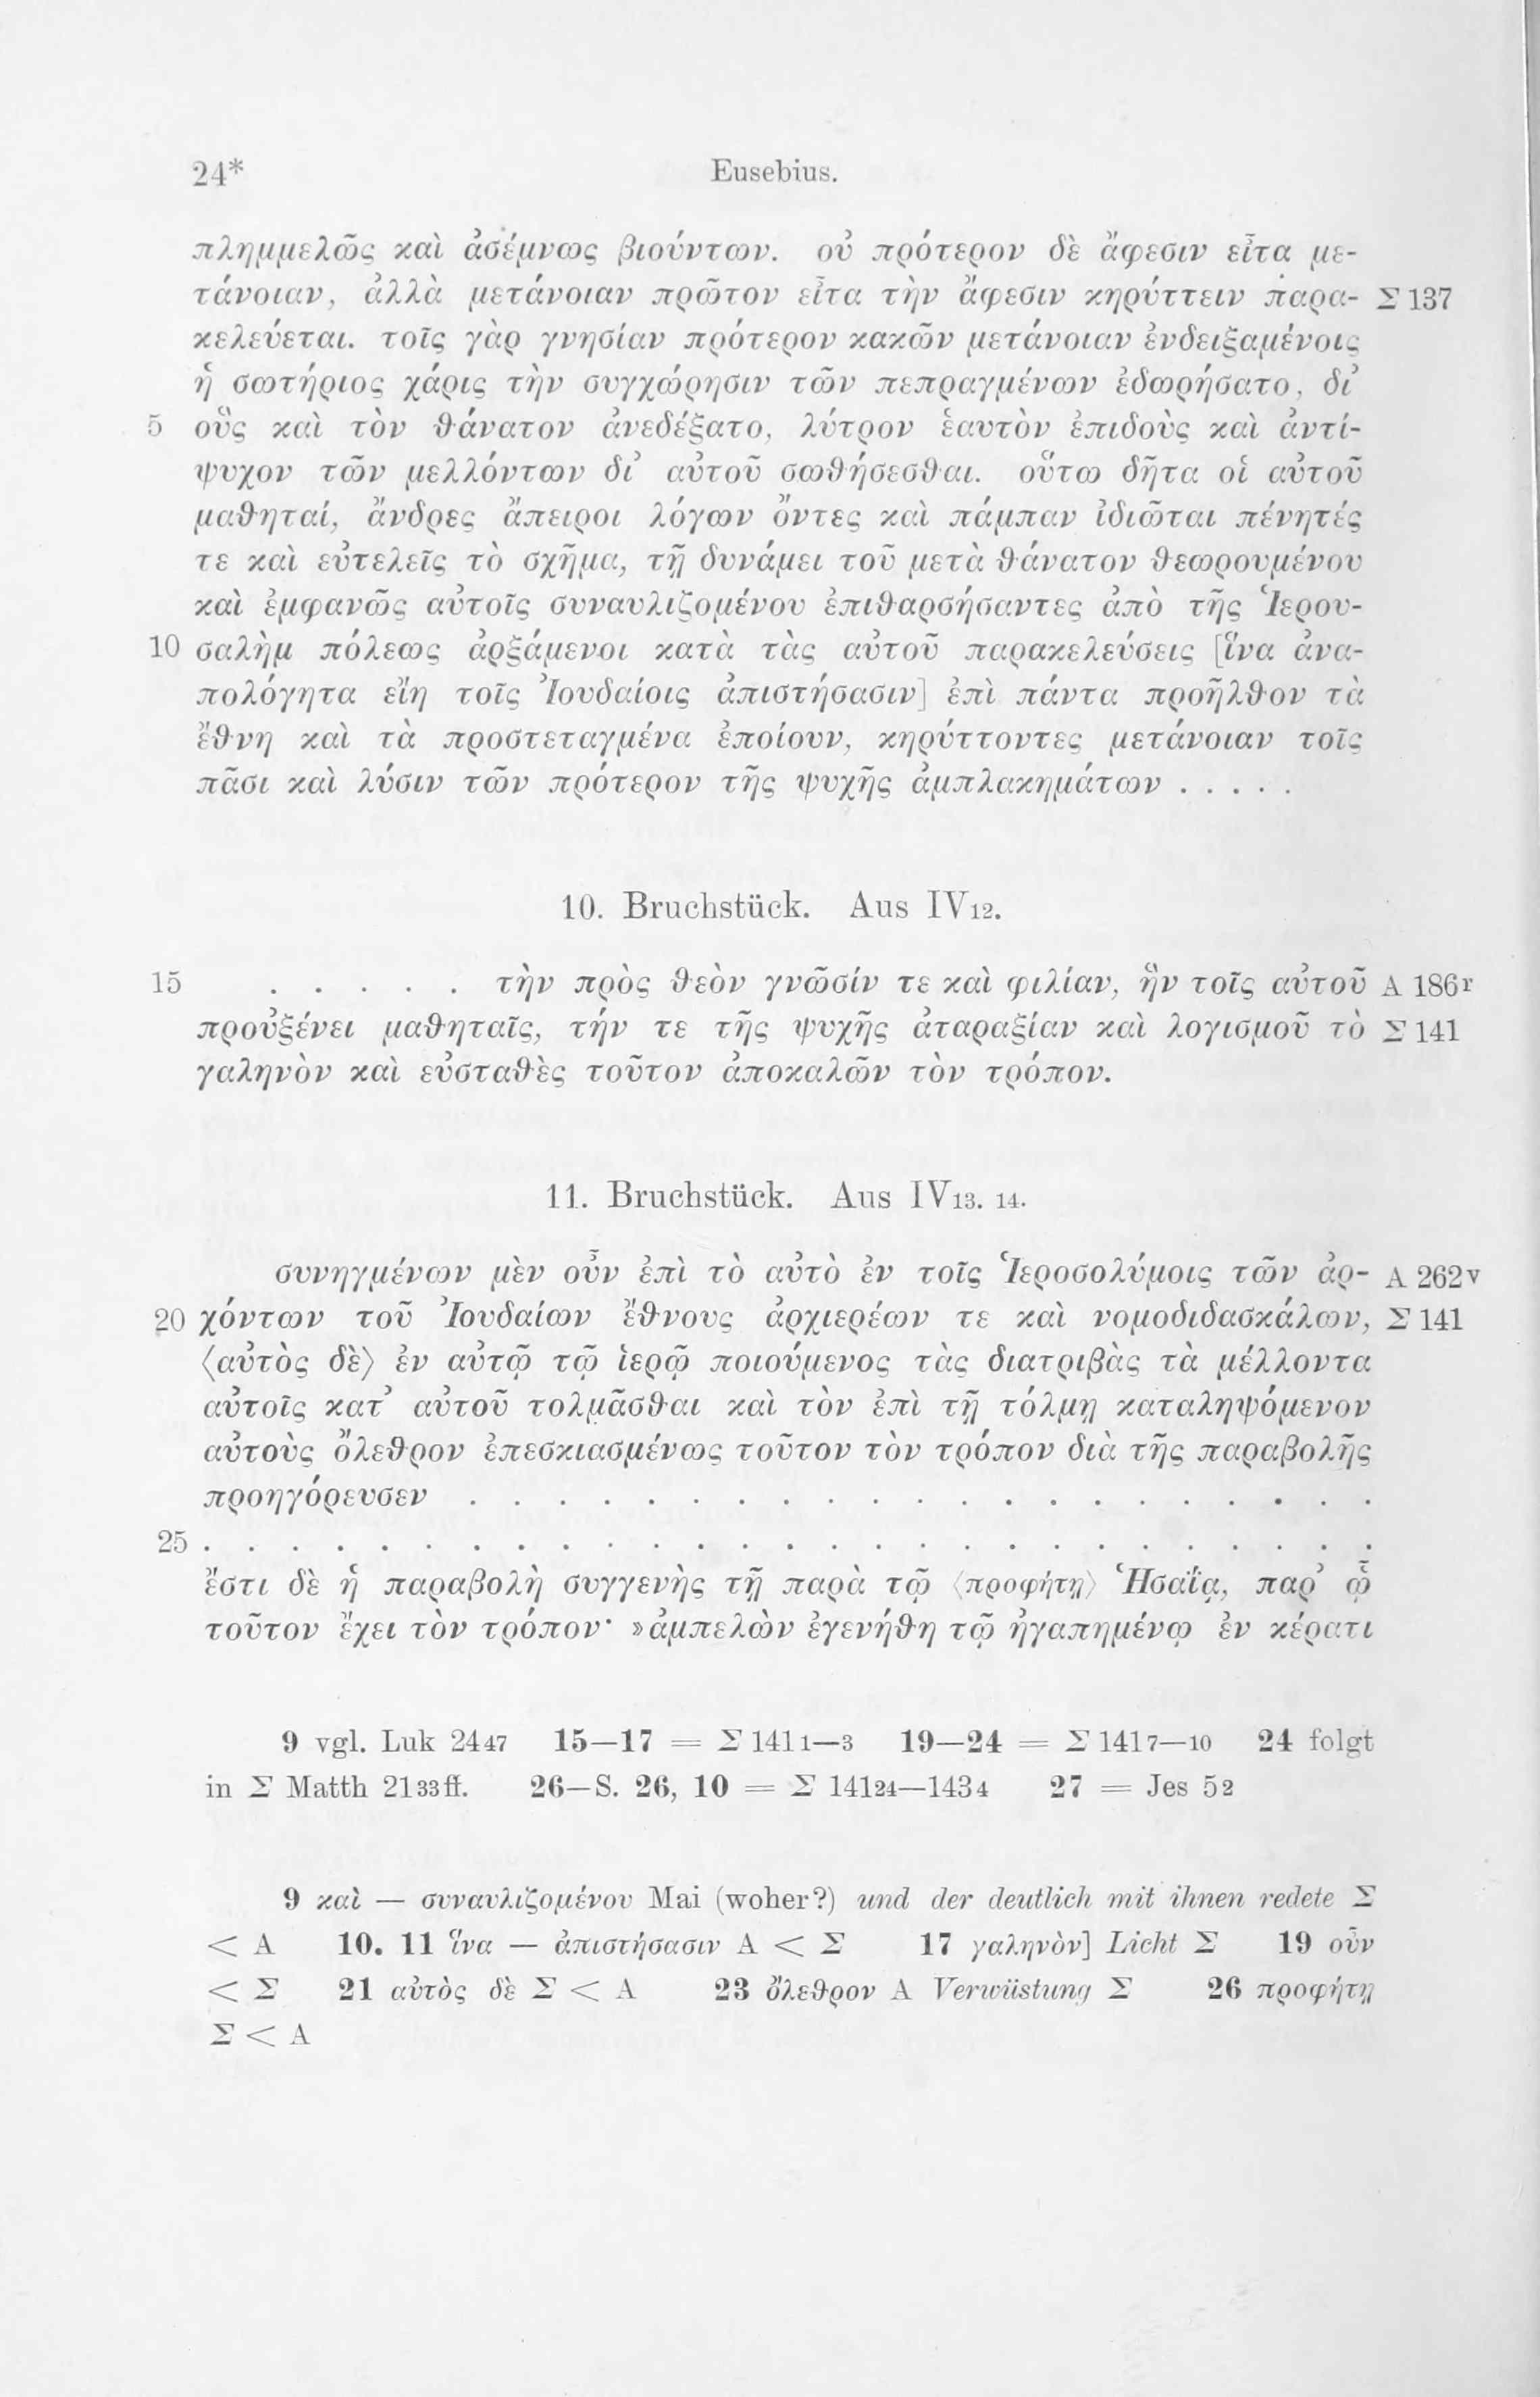 24* Eusebius.
πλημμελῶς καὶ ἀσέμνως βιούντων. οὐ πρότερον δὲ ἄφεσιν εἶτα με-
τάνοιαν, ἀλλὰ μετάνοιαν πρῶτον εἶτα τὴν ἄφεσιν κηρύττειν παρα- Σ 137
κελεύεται. τοῖς γὰρ γνησίαν πρότερον κακῶν μετάνοιαν ἐνδειξαμένοις
ἡ σωτήριος χάρις τὴν συγχώρησιν τῶν πεπραγμένων ἐδωρήσατο, δι᾽
5 οὓς καὶ τὸν θάνατον ἀνεδέξατο, λύτρον ἑαυτὸν ἐπιδοὺς καὶ ἀντί-
ψυχον τῶν μελλόντων δι᾽ αὐτοῦ σωθήσεσθαι. οὕτω δῆτα οἱ αὐτοῦ
μαθηταί, ἄνδρες ἄπειροι λόγων ὄντες καὶ πάμπαν ἰδιῶται πένητές
τε καὶ εὐτελεῖς τὸ σχῆμα, τῇ δυνάμει τοῦ μετὰ θάνατον θεωρουμένου
καὶ ἐμφανῶς αὐτοῖς συναυλιζομένου ἐπιθαρσήσαντες ἀπὸ τῆς Ἱερου-
10 σαλὴμ πόλεως ἀρξάμενοι κατὰ τὰς αὐτοῦ παρακελεύσεις [ἵνα ἀνα-
πολόγητα εἴη τοῖς Ἰουδαίοις ἀπιστήσασιν] ἐπὶ πάντα προῆλθον τὰ
ἔθνη καὶ τὰ προστεταγμένα ἐποίουν, κηρύττοντες μετάνοιαν τοῖς
πᾶσι καὶ λύσιν τῶν πρότερον τῆς ψυχῆς ἀμπλακημάτων . . . . .
10. Bruchstück. Aus IV 12.
15 . . . . . τὴν πρὸς θεὸν γνῶσίν τε καὶ φιλίαν, ἣν τοῖς αὐτοῦ A 186r
προὐξένει μαθηταῖς, τήν τε τῆς ψυχῆς ἀταραξίαν καὶ λογισμοῦ τὸ Σ 141
γαληνὸν καὶ εὐσταθὲς τοῦτον ἀποκαλῶν τὸν τρόπον.
11. Bruchstück. Aus IV 13. 14.
συνηγμένων μὲν οὖν ἐπὶ τὸ αὐτὸ ἐν τοῖς Ἱεροσολύμοις τῶν ἀρ- A 262v
20 χόντων τοῦ Ἰουδαίων ἔθνους ἀρχιερέων τε καὶ νομοδιδασκάλων, Σ 141
⟨αὐτὸς δὲ⟩ ἐν αὐτῷ τῷ ἱερῷ ποιούμενος τὰς διατριβὰς τὰ μέλλοντα
αὐτοῖς κατ᾽ αὐτοῦ τολμᾶσθαι καὶ τὸν ἐπὶ τῇ τόλμῃ καταληψόμενον
αὐτοὺς ὄλεθρον ἐπεσκιασμένως τοῦτον τὸν τρόπον διὰ τῆς παραβολῆς
προηγόρευσεν . . . . . . . . . . . . . . . . . . . . .
25 . . . . . . . . . . . . . . . . . . . . . . . . . . .
ἔστι δὲ ἡ παραβολὴ συγγενὴς τῇ παρὰ τῷ ⟨προφήτῃ⟩ Ἡσαΐᾳ, παρ᾽ ᾧ
τοῦτον ἔχει τὸν τρόπον· »ἀμπελὼν ἐγενήθη τῷ ἠγαπημένῳ ἐν κέρατι
9 vgl. Luk 24 47 15—17 = Σ 141 1—3 19—24 = Σ 141 7—10 24 folgt
in Σ Matth 21 33 ff. 26—S. 26, 10 = Σ 141 24—143 4 27 = Jes 5 2
9 καὶ — συναυλιζομένου Mai (woher?) und der deutlich mit ihnen redete Σ
< A 10. 11 ἵνα — ἀπιστήσασιν A < Σ 17 γαληνὸν] Licht Σ 19 οὖν
< Σ 21 αὐτὸς δὲ Σ < A 23 ὄλεθρον A Verwüstung Σ 26 προφήτῃ
Σ < A